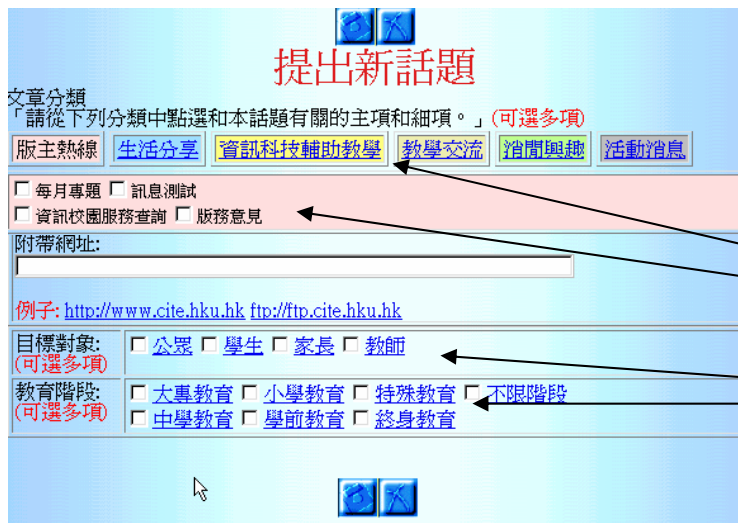 提出新話題
文章分類
「請從下列分類中點選和本話題有關的主項和細項。」(可選多項)
版主熱線 生活分享 資訊科技輔助教學 教學交流 消閒興趣 活動消息
每月專題 訊息測試
資訊校園服務查詢 版務意見
附帶網址:
例子: http://www.cite.hku.hk ftp://ftp.cite.hku.hk
目標對象: 公眾 學生 家長 教師
(可選多項)
教育階段: 大專教育 小學教育 特殊教育 不限階段
(可選多項) 中學教育 學前教育 終身教育